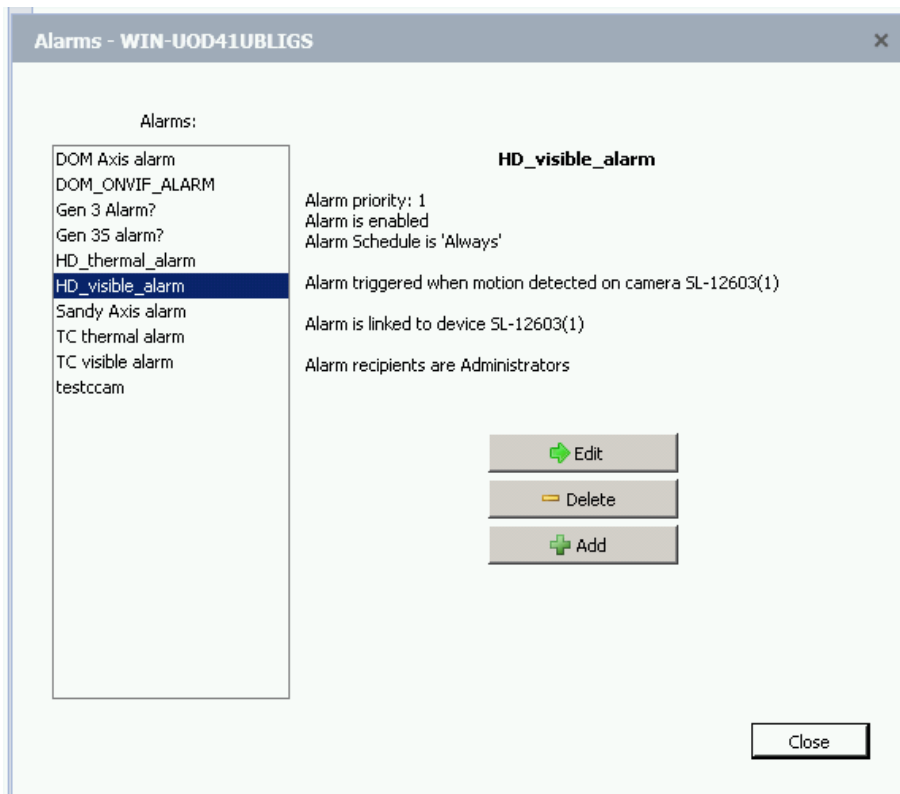 Alarms - WIN-UOD41UBLIGS
Alarms:
DOM Axis alarm
DOM_ONVIF_ALARM
Gen 3 Alarm?
Gen 3S alarm?
HD_thermal_alarm
HD_visible_alarm
Sandy Axis alarm
TC thermal alarm
TC visible alarm
testccam
HD_visible_alarm
Alarm priority: 1
Alarm is enabled
Alarm Schedule is 'Always'
Alarm triggered when motion detected on camera SL-12603(1)
Alarm is linked to device SL-12603(1)
Alarm recipients are Administrators
Edit
Delete
Add
Close